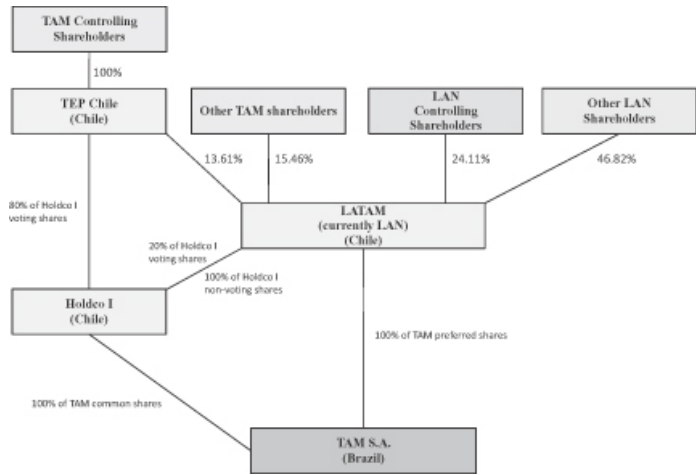 TAM Controlling
Shareholders
100%
TEP Chile
(Chile)
Other TAM shareholders
LAN
Controlling
Shareholders
Other LAN
Shareholders
13.61%
15.46%
24.11%
46.82%
80% of Holdco I
voting shares
LATAM
(currently LAN)
(Chile)
20% of Holdco I
voting shares
100% of Holdco I
non-voting shares
Holdco I
(Chile)
100% of TAM preferred shares
100% of TAM common shares
TAM S.A.
(Brazil)